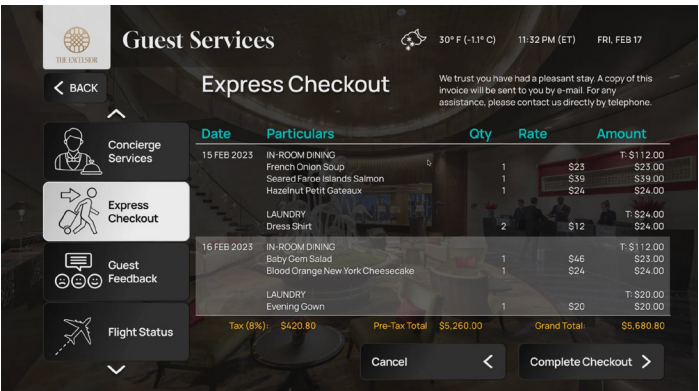 THE EXCELSIOR
Guest Services
30° F (-1.1° C) 11:32 PM (ET) FRI, FEB 17
BACK
Express Checkout
We trust you have had a pleasant stay. A copy of this
invoice will be sent to you by e-mail. For any
assistance, please contact us directly by telephone.
Concierge
Services
Express
Checkout
Guest
Feedback
Flight Status
Date Particulars Qty Rate Amount
15 FEB 2023 IN-ROOM DINING T: $112.00
French Onion Soup 1 $23 $23.00
Seared Faroe Islands Salmon 1 $39 $39.00
Hazelnut Petit Gateaux 1 $24 $24.00
LAUNDRY T: $24.00
Dress Shirt 2 $12 $24.00
16 FEB 2023 IN-ROOM DINING T: $112.00
Baby Gem Salad 1 $46 $23.00
Blood Orange New York Cheesecake 1 $24 $24.00
LAUNDRY T: $20.00
Evening Gown 1 $20 $20.00
Tax (8%): $420.80 Pre-Tax Total $5,260.00 Grand Total: $5,680.80
Cancel
Complete Checkout